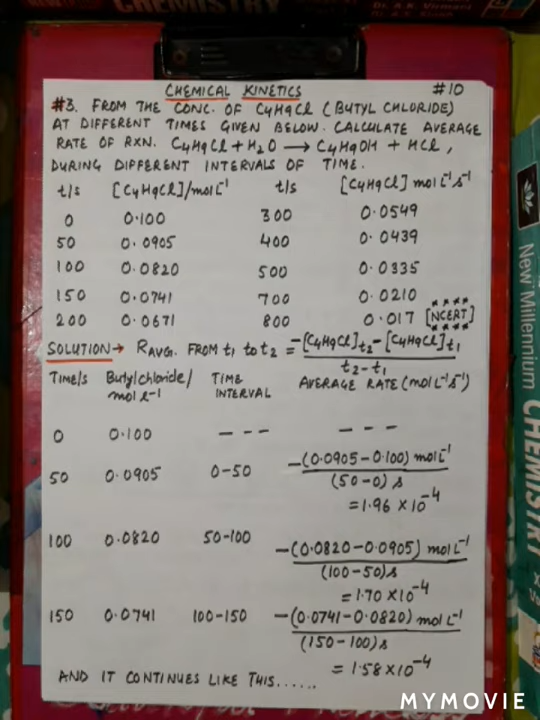 CHEMISTRY
Dr. A.K. Virmani
CHEMICAL KINETICS #10
#3. FROM THE CONC. OF C4H9Cl (BUTYL CHLORIDE)
AT DIFFERENT TIMES GIVEN BELOW. CALCULATE AVERAGE
RATE OF RXN. C4H9Cl + H2O → C4H9OH + HCl,
DURING DIFFERENT INTERVALS OF TIME.
t/s [C4H9Cl]/mol L⁻¹ t/s [C4H9Cl] mol L⁻¹ s⁻¹
0 0.100 300 0.0549
50 0.0905 400 0.0439
100 0.0820 500 0.0335
150 0.0741 700 0.0210
200 0.0671 800 0.017 [NCERT]
SOLUTION → RAVG. FROM t1 to t2 = -[C4H9Cl]t2 - [C4H9Cl]t1 / t2 - t1
Time/s Butylchloride/ TIME AVERAGE RATE (mol L⁻¹ s⁻¹)
mol l⁻¹ INTERVAL
0 0.100 --- ---
50 0.0905 0-50 -(0.0905-0.100) mol L⁻¹
(50-0) s
= 1.96 × 10⁻⁴
100 0.0820 50-100 -(0.0820-0.0905) mol L⁻¹
(100-50) s
= 1.70 × 10⁻⁴
150 0.0741 100-150 -(0.0741-0.0820) mol L⁻¹
(150-100) s
= 1.58 × 10⁻⁴
AND IT CONTINUES LIKE THIS......
New Millennium
CHEMISTRY
MYMOVIE